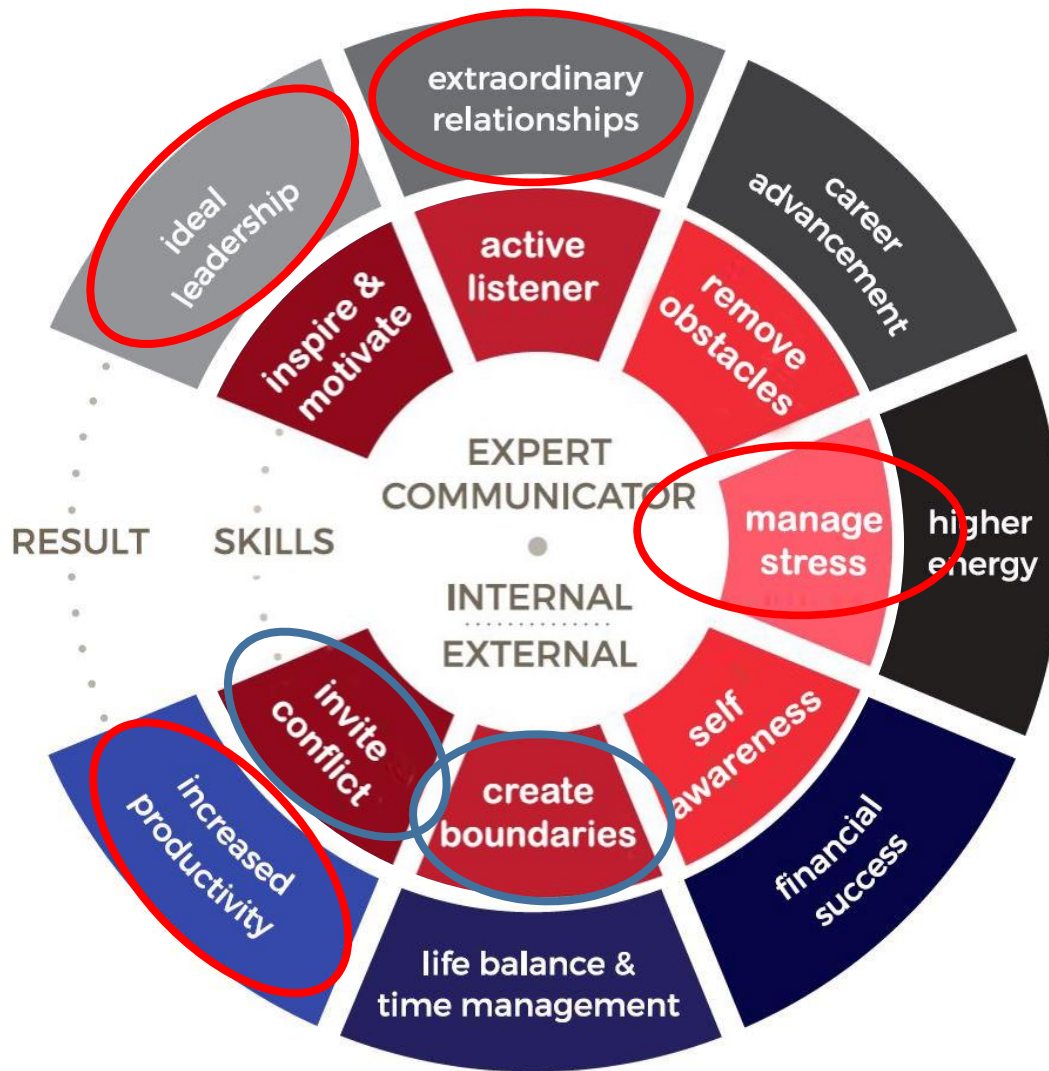 extraordinary
relationships
ideal
leadership
career
advancement
active
listener
inspire &
motivate
remove
obstacles
EXPERT
COMMUNICATOR
manage
stress
higher
energy
RESULT
SKILLS
INTERNAL
EXTERNAL
invite
conflict
self
awareness
create
boundaries
increased
productivity
financial
success
life balance &
time management